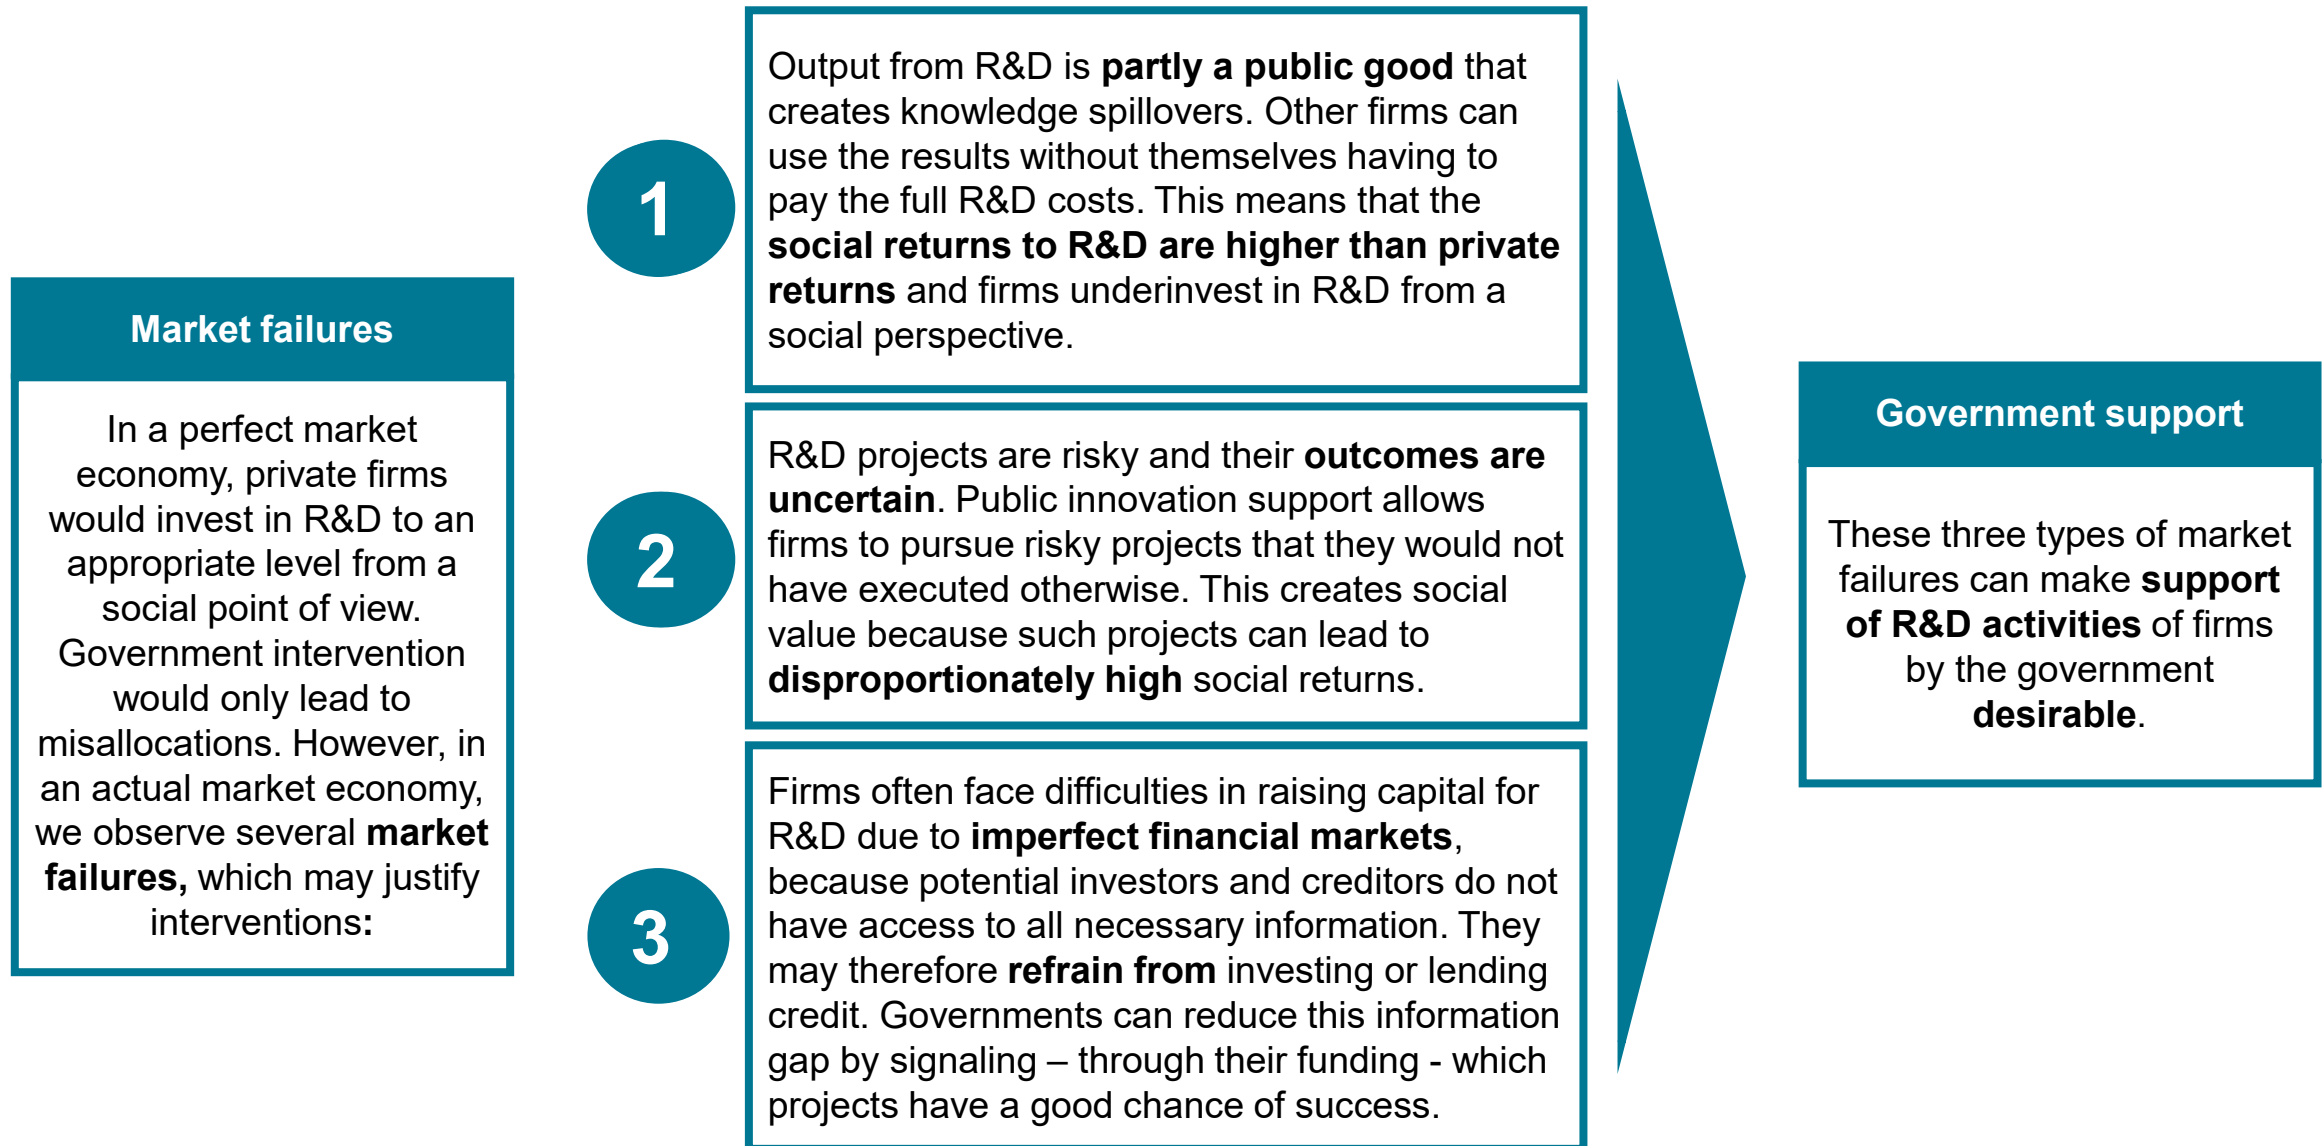 Market failures
In a perfect market
economy, private firms
would invest in R&D to an
appropriate level from a
social point of view.
Government intervention
would only lead to
misallocations. However, in
an actual market economy,
we observe several market
failures, which may justify
interventions:
1
Output from R&D is partly a public good that
creates knowledge spillovers. Other firms can
use the results without themselves having to
pay the full R&D costs. This means that the
social returns to R&D are higher than private
returns and firms underinvest in R&D from a
social perspective.
2
R&D projects are risky and their outcomes are
uncertain. Public innovation support allows
firms to pursue risky projects that they would not
have executed otherwise. This creates social
value because such projects can lead to
disproportionately high social returns.
3
Firms often face difficulties in raising capital for
R&D due to imperfect financial markets,
because potential investors and creditors do not
have access to all necessary information. They
may therefore refrain from investing or lending
credit. Governments can reduce this information
gap by signaling – through their funding - which
projects have a good chance of success.
Government support
These three types of market
failures can make support
of R&D activities of firms
by the government
desirable.